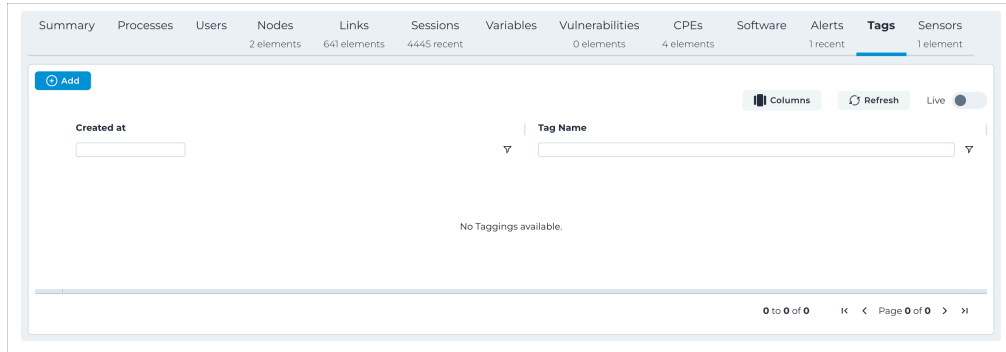 Summary Processes Users Nodes Links Sessions Variables Vulnerabilities CPEs Software Alerts Tags Sensors
2 elements 641 elements 4445 recent 0 elements 4 elements 1 recent 1 element
Add
Columns Refresh Live
Created at Tag Name
No Taggings available.
0 to 0 of 0 Page 0 of 0